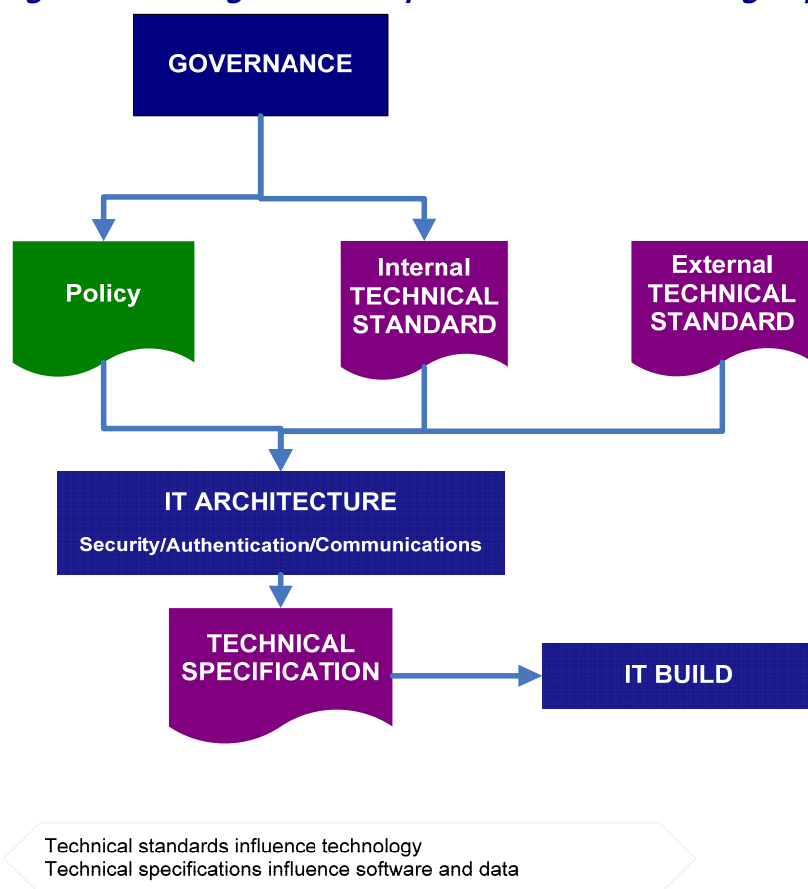 GOVERNANCE
Policy
Internal
TECHNICAL
STANDARD
External
TECHNICAL
STANDARD
IT ARCHITECTURE
Security/Authentication/Communications
TECHNICAL
SPECIFICATION
IT BUILD
Technical standards influence technology
Technical specifications influence software and data